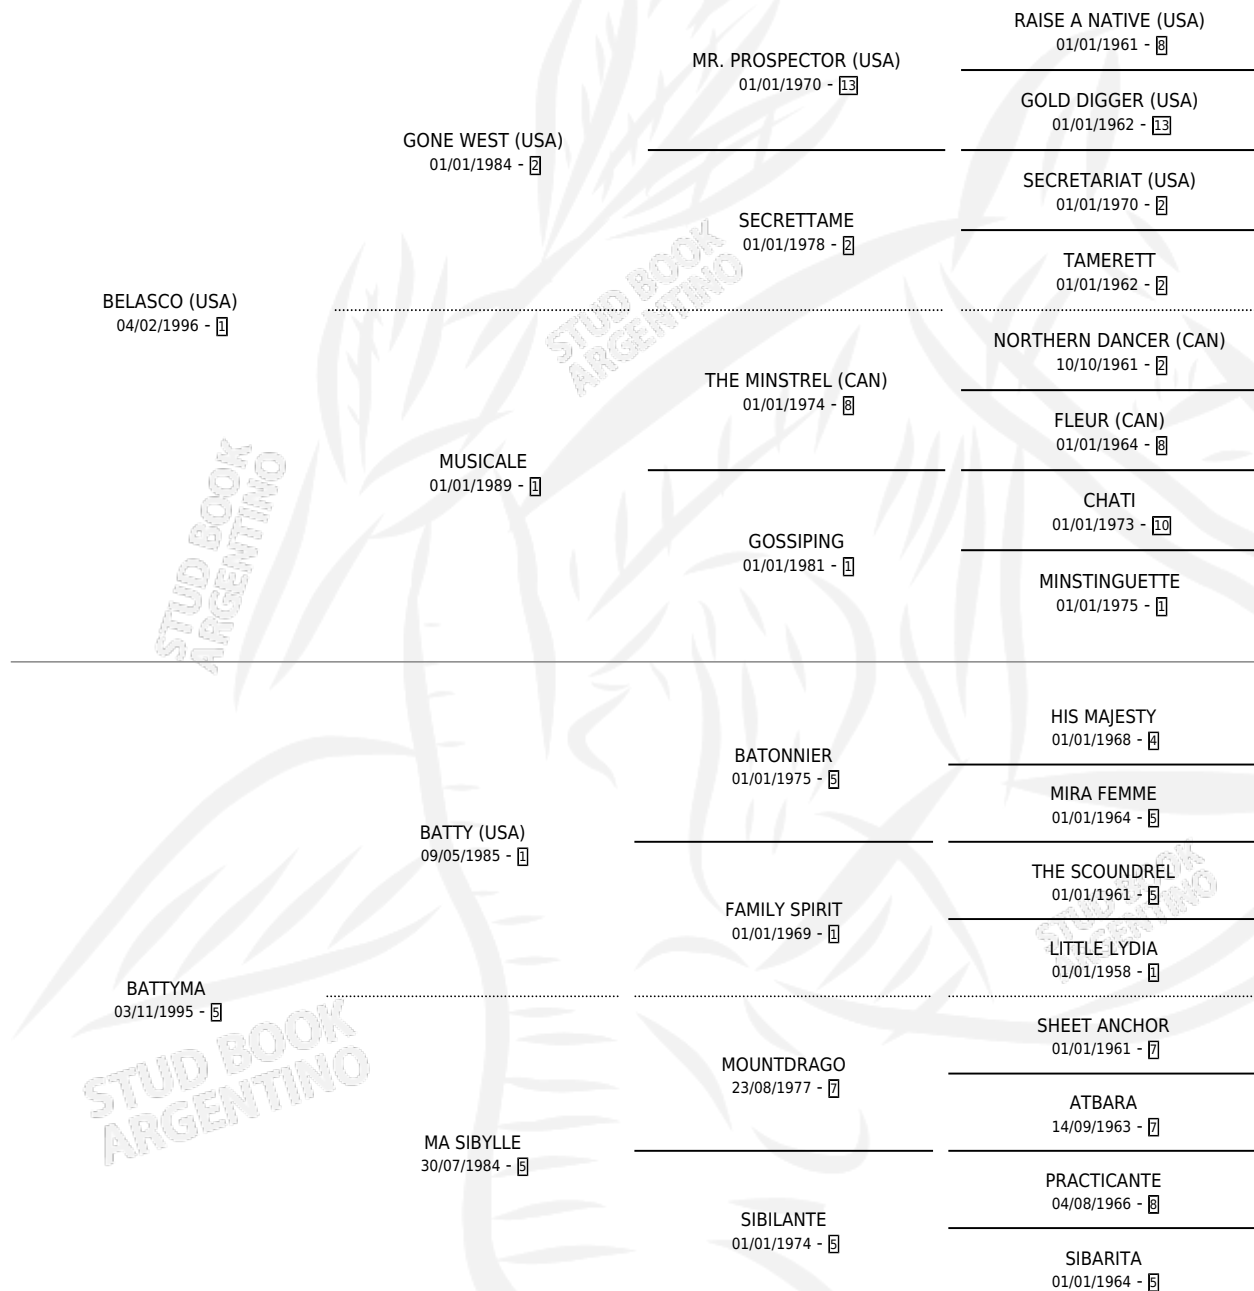 RAISE A NATIVE (USA)
01/01/1961 - 8
MR. PROSPECTOR (USA)
01/01/1970 - 13
GOLD DIGGER (USA)
01/01/1962 - 13
GONE WEST (USA)
01/01/1984 - 2
SECRETARIAT (USA)
01/01/1970 - 2
SECRETTAME
01/01/1978 - 2
TAMERETT
01/01/1962 - 2
BELASCO (USA)
04/02/1996 - 1
NORTHERN DANCER (CAN)
10/10/1961 - 2
THE MINSTREL (CAN)
01/01/1974 - 8
FLEUR (CAN)
01/01/1964 - 8
MUSICALE
01/01/1989 - 1
CHATI
01/01/1973 - 10
GOSSIPING
01/01/1981 - 1
MINSTINGUETTE
01/01/1975 - 1
HIS MAJESTY
01/01/1968 - 4
BATONNIER
01/01/1975 - 5
MIRA FEMME
01/01/1964 - 5
BATTY (USA)
09/05/1985 - 1
THE SCOUNDREL
01/01/1961 - 5
FAMILY SPIRIT
01/01/1969 - 1
LITTLE LYDIA
01/01/1958 - 1
BATTYMA
03/11/1995 - 5
SHEET ANCHOR
01/01/1961 - 7
MOUNTDRAGO
23/08/1977 - 7
ATBARA
14/09/1963 - 7
MA SIBYLLE
30/07/1984 - 5
PRACTICANTE
04/08/1966 - 8
SIBILANTE
01/01/1974 - 5
SIBARITA
01/01/1964 - 5
STUD BOOK
ARGENTINO
STUD BOOK
ARGENTINO
STUD BOOK
ARGENTINO
STUD BOOK
ARGENTINO